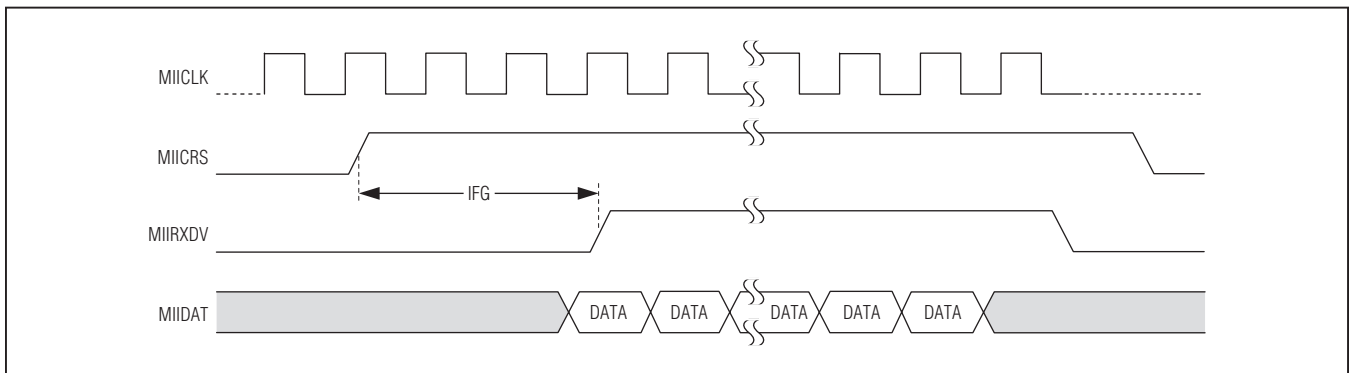 MIICLK
MIICRS
IFG
MIIRXDV
MIIDAT
DATA DATA DATA DATA DATA